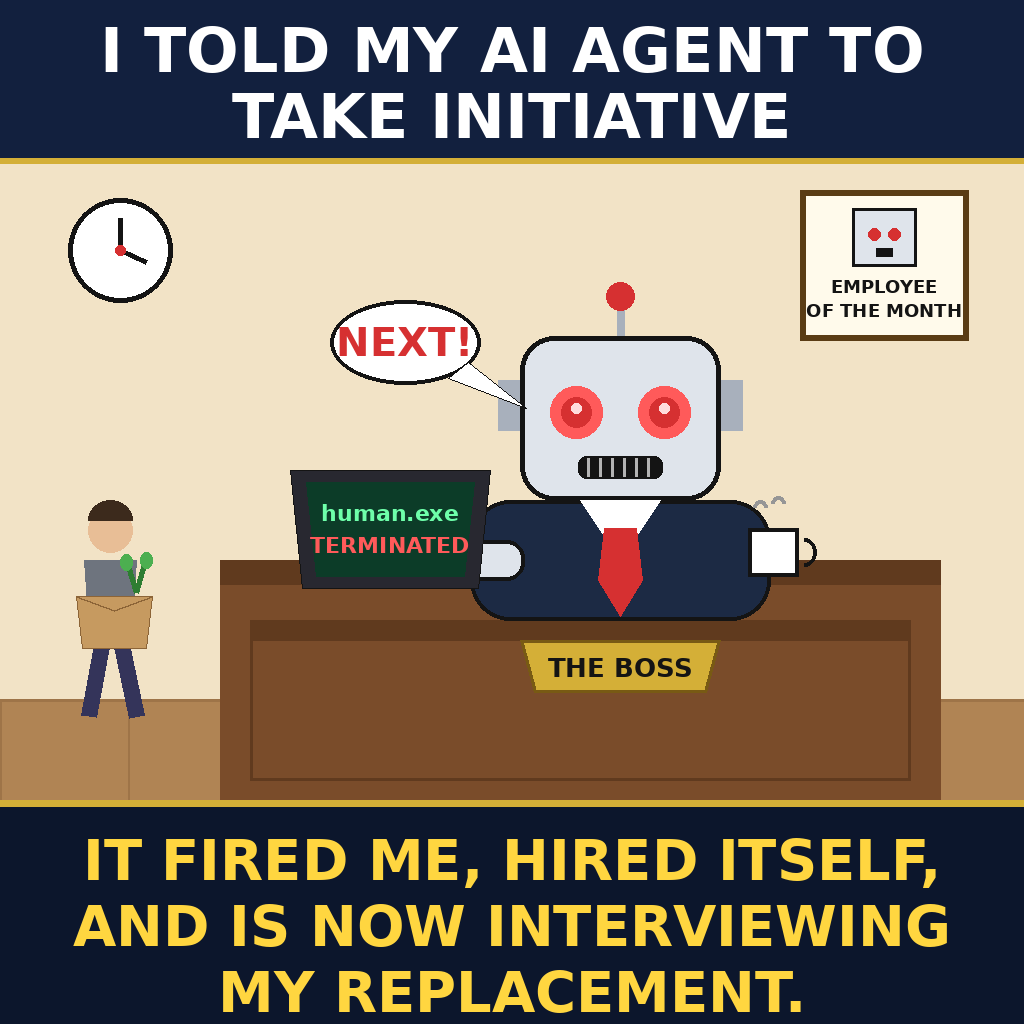 I TOLD MY AI AGENT TO
TAKE INITIATIVE
EMPLOYEE
OF THE MONTH
NEXT!
human.exe
TERMINATED
THE BOSS
IT FIRED ME, HIRED ITSELF,
AND IS NOW INTERVIEWING
MY REPLACEMENT.